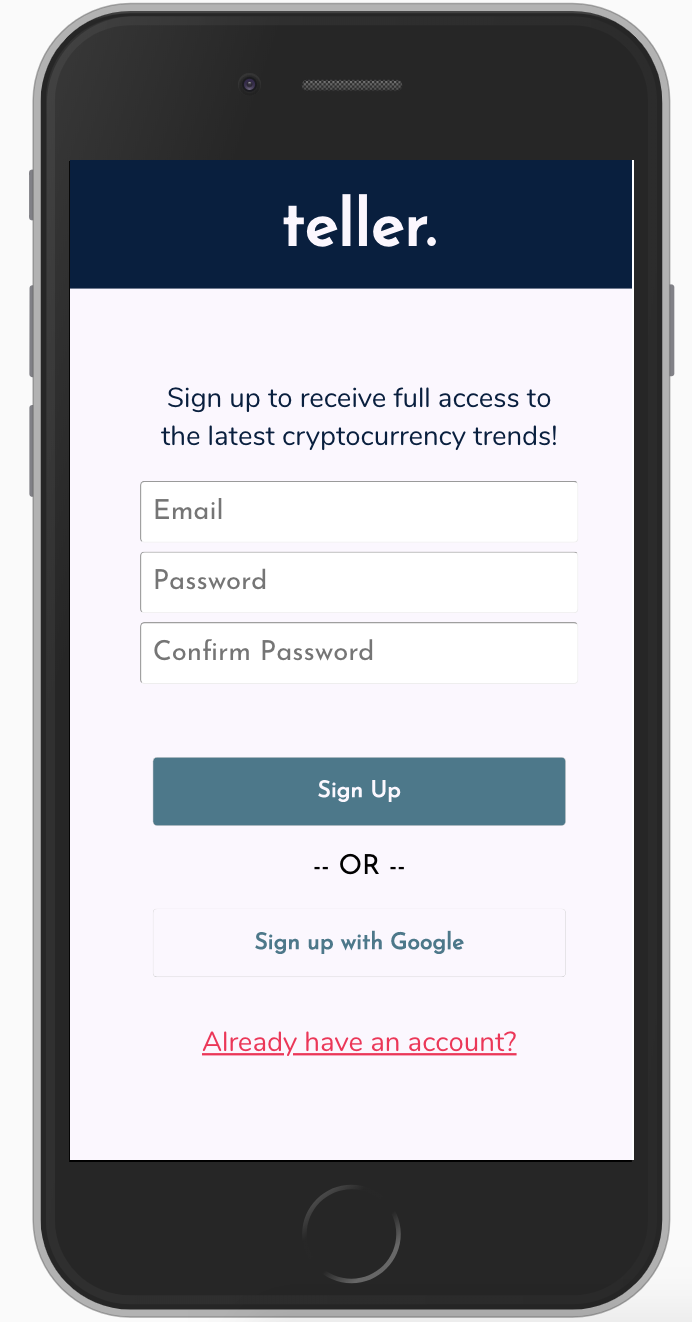 teller.
Sign up to receive full access to
the latest cryptocurrency trends!
Email
Password
Confirm Password
Sign Up
-- OR --
Sign up with Google
Already have an account?